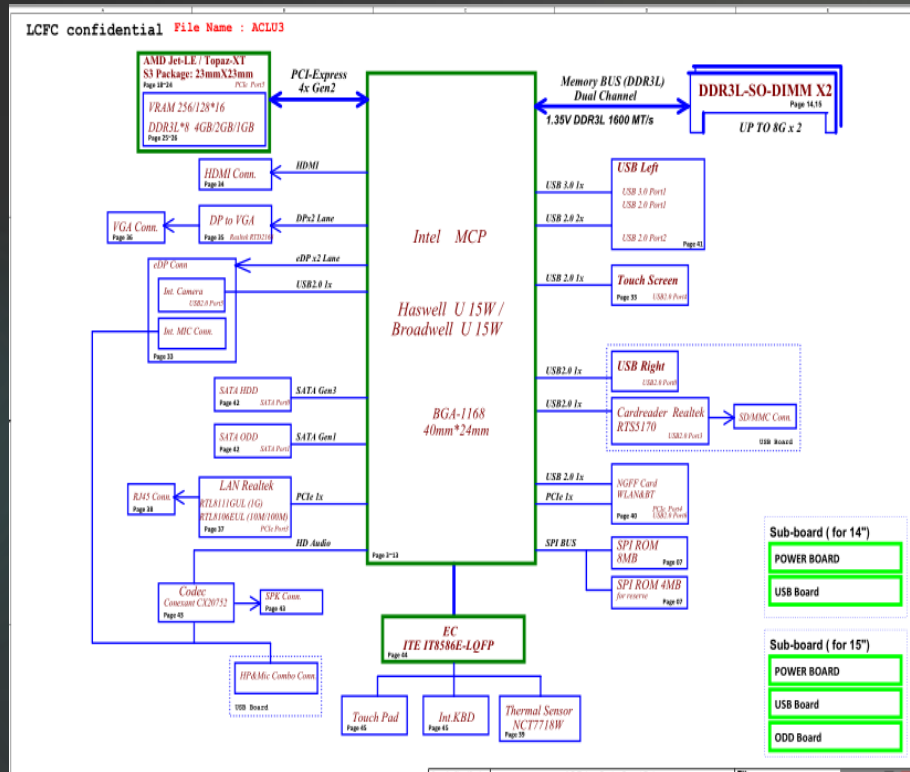 LCFC confidential File Name : ACLU3
AMD Jet-LE / Topaz-XT
S3 Package: 23mmX23mm
Page 18~24
PCIe Port5
VRAM 256/128*16
DDR3L*8 4GB/2GB/1GB
Page 25~26
PCI-Express
4x Gen2
Memory BUS (DDR3L)
Dual Channel
1.35V DDR3L 1600 MT/s
DDR3L-SO-DIMM X2
Page 14,15
UP TO 8G x 2
HDMI Conn.
Page 34
HDMI
VGA Conn.
Page 36
DP to VGA
Page 35
DPx2 Lane
eDP Conn
eDP x2 Lane
Int. Camera
USB2.0 Port5
USB2.0 1x
Int. MIC Conn.
Page 33
SATA HDD
Page 42
SATA Port0
SATA Gen3
SATA ODD
Page 42
SATA Port1
SATA Gen1
RJ45 Conn.
Page 38
LAN Realtek
RTL8111GUL (1G)
RTL8106EUL (10M/100M)
Page 37
PCIe 1x
HD Audio
Codec
Conexant CX20752
Page 43
SPK Conn.
Page 43
HP&Mic Combo Conn.
USB Board
Intel MCP
Haswell U 15W /
Broadwell U 15W
BGA-1168
40mm*24mm
Page 3~13
USB 3.0 1x
USB 2.0 2x
USB Left
USB 3.0 Port1
USB 2.0 Port1
USB 2.0 Port2
Page 41
USB 2.0 1x
Touch Screen
Page 33
USB2.0 Port4
USB2.0 1x
USB Right
USB2.0 1x
Cardreader Realtek
RTS5170
USB2.0 Port3
SD/MMC Conn.
USB Board
USB 2.0 1x
PCIe 1x
NGFF Card
WLAN&BT
Page 40
PCIe Port4
SPI BUS
SPI ROM
8MB
Page 07
SPI ROM 4MB
for reserve
Page 07
EC
ITE IT8586E-LQFP
Page 44
Touch Pad
Page 45
Int.KBD
Page 45
Thermal Sensor
NCT7718W
Page 39
Sub-board ( for 14")
POWER BOARD
USB Board
Sub-board ( for 15")
POWER BOARD
USB Board
ODD Board